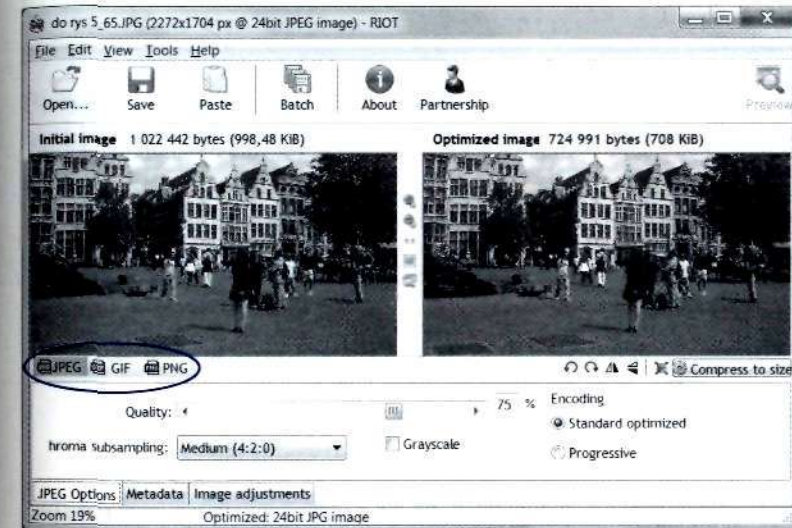 do rys 5_65.JPG (2272x1704 px @ 24bit JPEG image) - RIOT
File Edit View Tools Help
Open... Save Paste Batch About Partnership Preview
Initial image 1 022 442 bytes (998,48 KiB) Optimized image 724 991 bytes (708 KiB)
JPEG GIF PNG Compress to size
Quality: 75 % Encoding
Standard optimized
hroma subsampling: Medium (4:2:0) Grayscale
Progressive
JPEG Options Metadata Image adjustments
Zoom 19% Optimized: 24bit JPG image